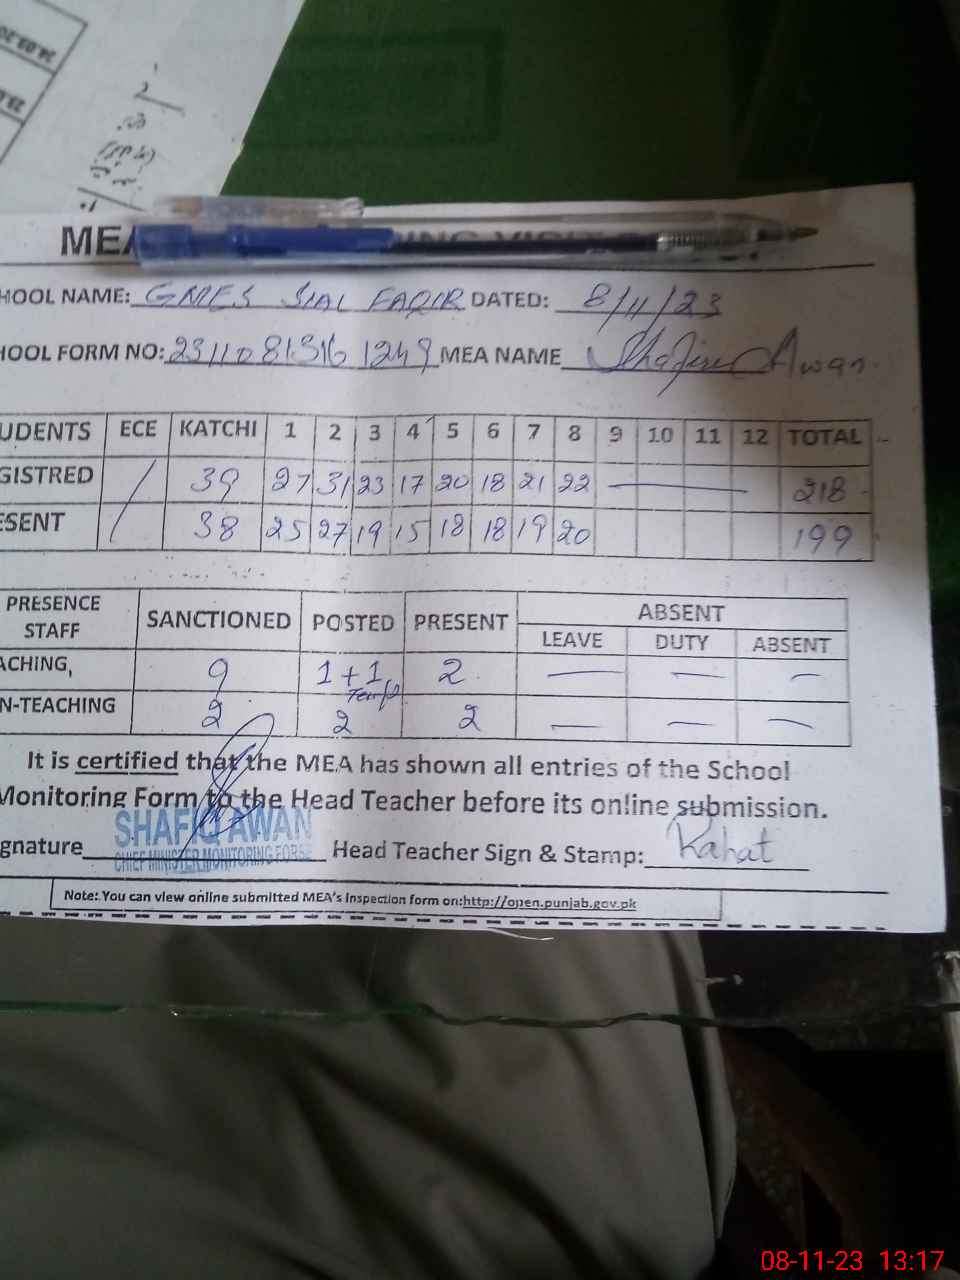 MEA
HOOL NAME: GMES SIAL FAQIR DATED: 8/11/23
HOOL FORM NO: MEA NAME Awan
UDENTS ECE KATCHI 1 2 3 4 5 6 7 8 9 10 11 12 TOTAL
GISTRED / 39 27 31 23 17 20 18 21 22 — 218
ESENT 38 25 27 19 15 18 18 19 20 199
PRESENCE STAFF SANCTIONED POSTED PRESENT ABSENT
LEAVE DUTY ABSENT
ACHING, 9 1+1 Temp 2 — — —
N-TEACHING 2 2 2 — — —
It is certified that the MEA has shown all entries of the School
Monitoring Form to the Head Teacher before its online submission.
SHAFIQ AWAN
gnature CHIEF MINISTER MONITORING FORSE Head Teacher Sign & Stamp: Rahat
Note: You can view online submitted MEA's Inspection form on:http://open.punjab.gov.pk
08-11-23 13:17